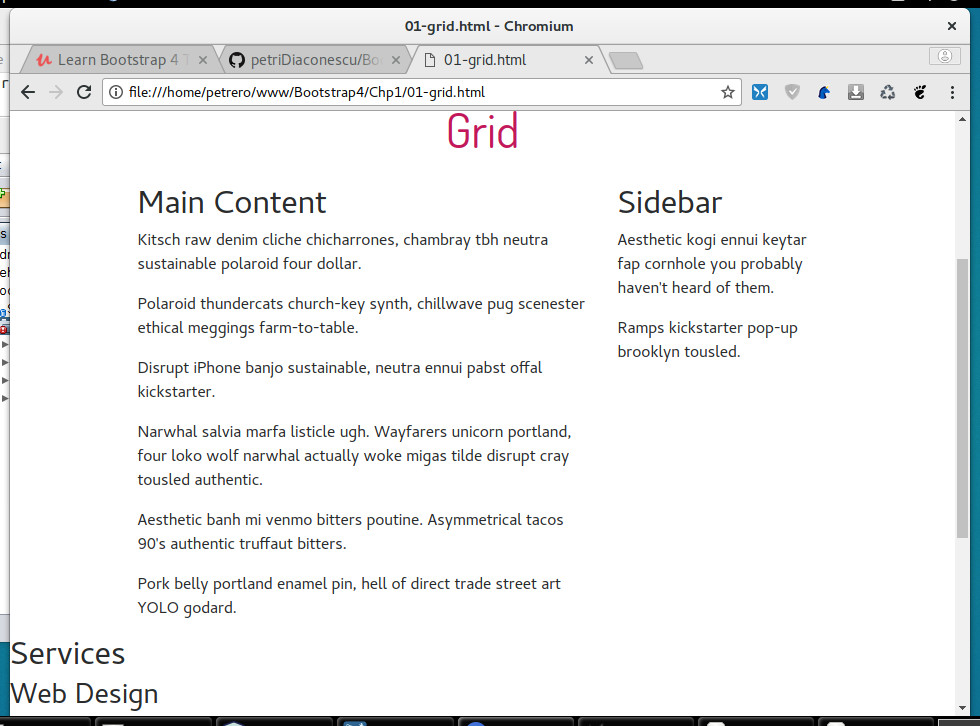 01-grid.html - Chromium
Learn Bootstrap 4
petriDiaconescu/Bo
01-grid.html
file:///home/petrero/www/Bootstrap4/Chp1/01-grid.html
Grid
Main Content
Kitsch raw denim cliche chicharrones, chambray tbh neutra
sustainable polaroid four dollar.
Polaroid thundercats church-key synth, chillwave pug scenester
ethical meggings farm-to-table.
Disrupt iPhone banjo sustainable, neutra ennui pabst offal
kickstarter.
Narwhal salvia marfa listicle ugh. Wayfarers unicorn portland,
four loko wolf narwhal actually woke migas tilde disrupt cray
tousled authentic.
Aesthetic banh mi venmo bitters poutine. Asymmetrical tacos
90's authentic truffaut bitters.
Pork belly portland enamel pin, hell of direct trade street art
YOLO godard.
Sidebar
Aesthetic kogi ennui keytar
fap cornhole you probably
haven't heard of them.
Ramps kickstarter pop-up
brooklyn tousled.
Services
Web Design